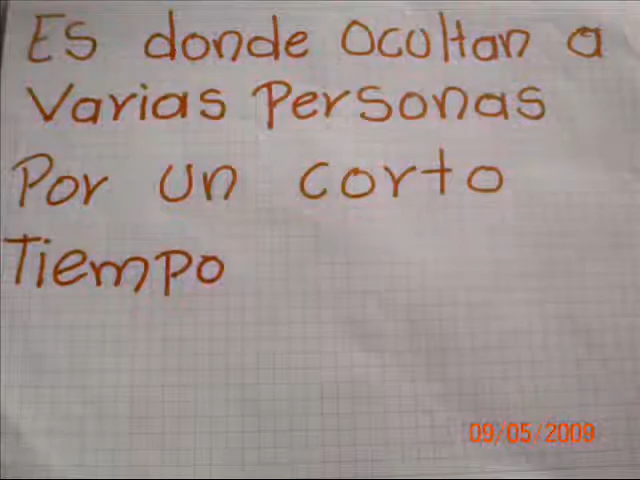 Es donde ocultan a
varias Personas
Por un corto
Tiempo
09/05/2009